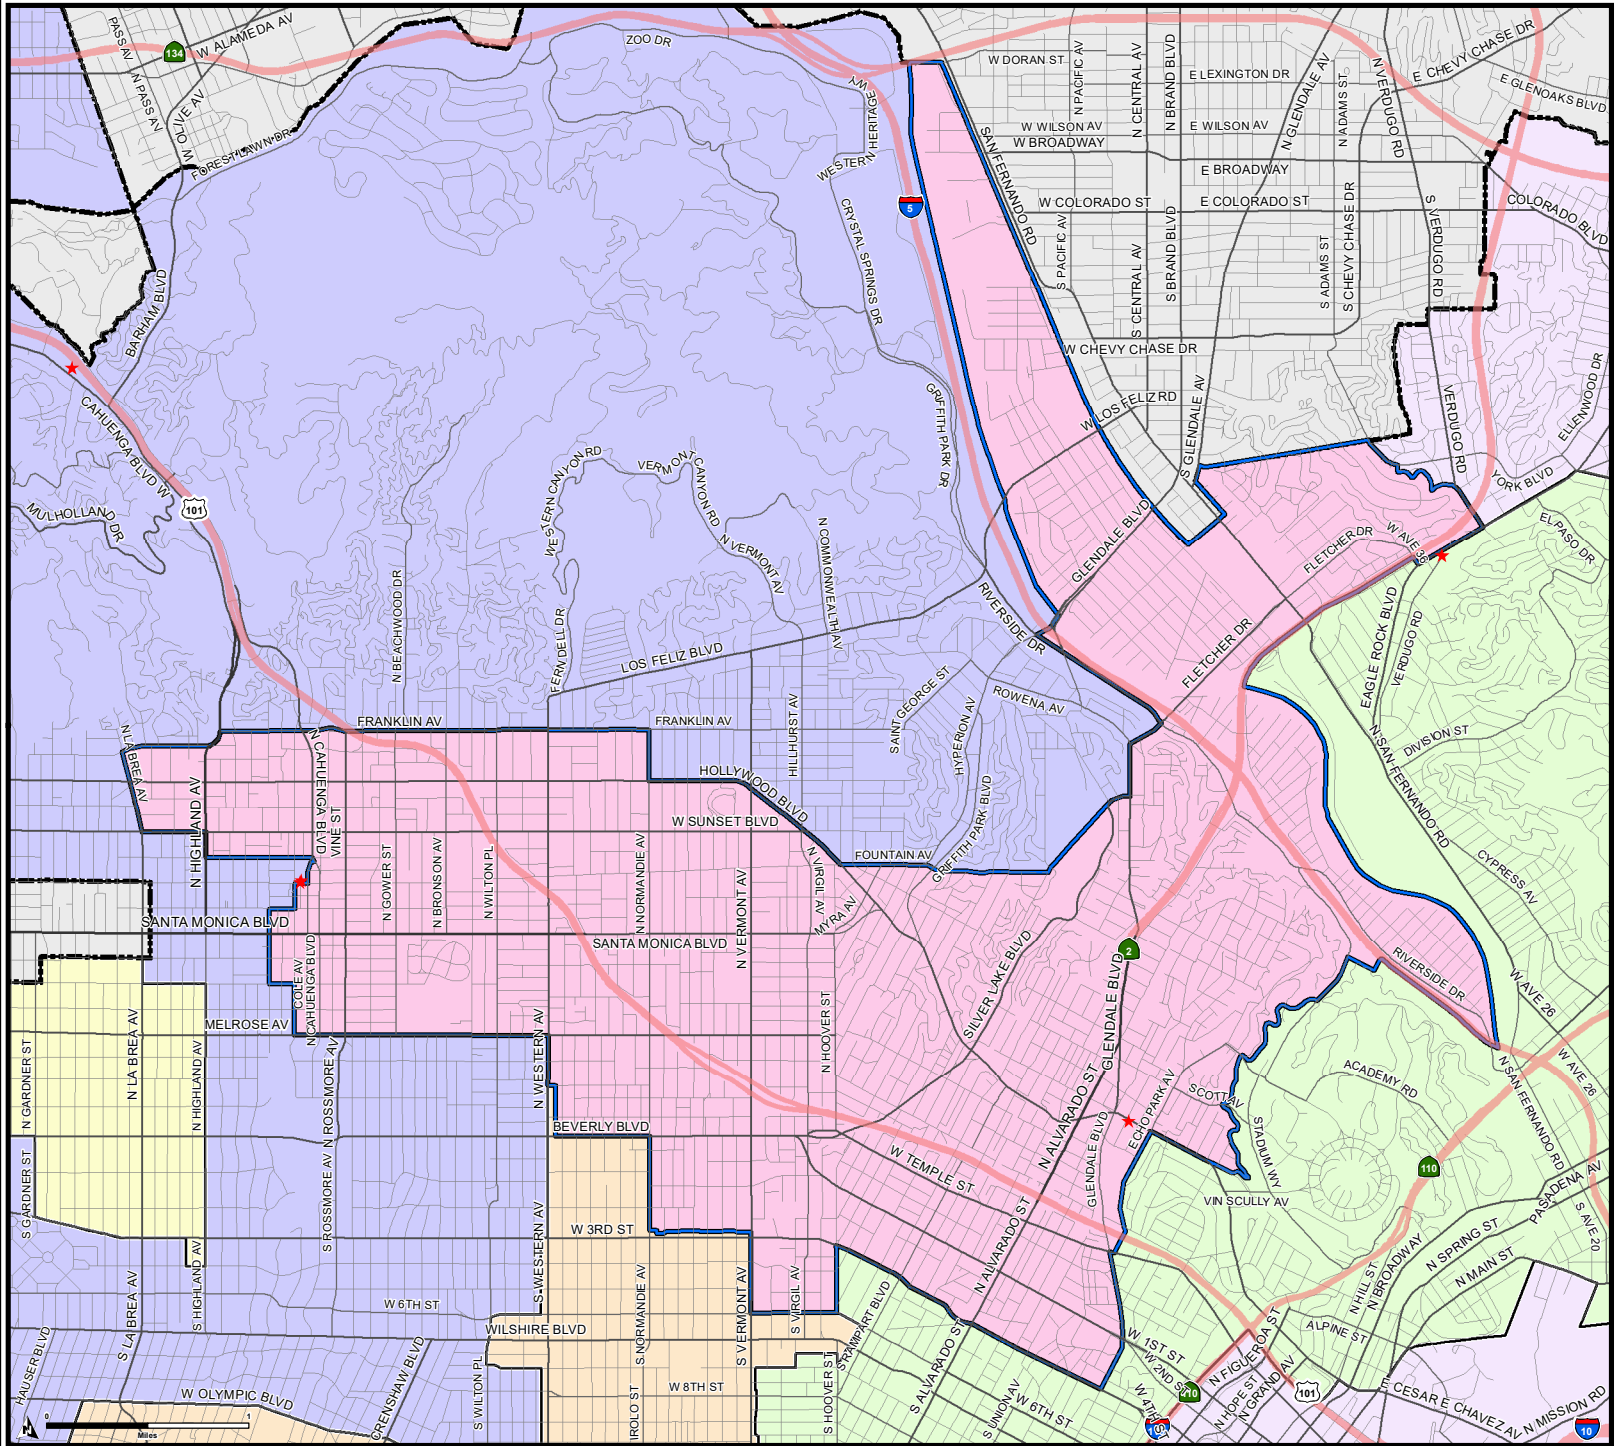 PASS AV
N PASS AV
134
W ALAMEDA AV
W OLIVE AV
FOREST LAWN DR
ZOO DR
WESTERN HERITAGE WY
N
W DORAN ST
N PACIFIC AV
N CENTRAL AV
N BRAND BLVD
E LEXINGTON DR
N GLENDALE AV
N ADAMS ST
N VERDUGO RD
E CHEVY CHASE DR
E GLENOAKS BLVD
W WILSON AV
E WILSON AV
W BROADWAY
E BROADWAY
SAN FERNANDO RD
W COLORADO ST
E COLORADO ST
COLORADO BLVD
5
CRYSTAL SPRINGS DR
S PACIFIC AV
S CENTRAL AV
S BRAND BLVD
S ADAMS ST
S CHEVY CHASE DR
S VERDUGO RD
BARHAM BLVD
W CHEVY CHASE DR
W LOS FELIZ RD
S GLENDALE AV
VERDUGO RD
ELLENWOOD DR
YORK BLVD
CAHUENGA BLVD W
101
MULHOLLAND DR
GRIFFITH PARK DR
WESTERN CANYON RD
VERMONT CANYON RD
N VERMONT AV
N COMMONWEALTH AV
GLENDALE BLVD
FLETCHER DR
W AVE 36
EL PASO DR
N BEACHWOOD DR
FERN DELL DR
LOS FELIZ BLVD
RIVERSIDE DR
FLETCHER DR
EAGLE ROCK BLVD
VERDUGO RD
SAINT GEORGE ST
ROWENA AV
HYPERION AV
HILLHURST AV
FRANKLIN AV
FRANKLIN AV
N LA BREA AV
N HIGHLAND AV
N CAHUENGA BLVD
VINE ST
DIVISION ST
N SAN FERNANDO RD
HOLLYWOOD BLVD
W SUNSET BLVD
GRIFFITH PARK BLVD
FOUNTAIN AV
N GOWER ST
N BRONSON AV
N WILTON PL
N NORMANDIE AV
N VERMONT AV
N VIRGIL AV
MYRA AV
CYPRESS AV
SANTA MONICA BLVD
SANTA MONICA BLVD
2
SILVER LAKE BLVD
GLENDALE BLVD
RIVERSIDE DR
W AVE 26
W AVE 26
COLE AV
N CAHUENGA BLVD
N HOOVER ST
MELROSE AV
N LA BREA AV
N GARDNER ST
N HIGHLAND AV
N ROSSMORE AV
N WESTERN AV
ACADEMY RD
N SAN FERNANDO RD
N ALVARADO ST
ECHO PARK AV
SCOTT AV
GLENDALE BLVD
BEVERLY BLVD
W TEMPLE ST
STADIUM WY
VIN SCULLY AV
110
PASADENA AV
S AVE 20
S GARDNER ST
S ROSSMORE AV
S WESTERN AV
W 3RD ST
N ALVARADO ST
N SPRING ST
N MAIN ST
N BROADWAY
N HILL ST
S LA BREA AV
S HIGHLAND AV
W 6TH ST
WILSHIRE BLVD
S NORMANDIE AV
S VERMONT AV
S VIRGIL AV
S RAMPART BLVD
ALPINE ST
N FIGUEROA ST
W 1ST ST
W 2ND ST
HAUSER BLVD
CRENSHAW BLVD
S WILTON PL
W OLYMPIC BLVD
W 8TH ST
IROLO ST
S HOOVER ST
S ALVARADO ST
S UNION AV
W 6TH ST
W 4TH ST
110
N HOPE ST
N GRAND AV
101
E CESAR E CHAVEZ AV
N MISSION RD
10
N
0
1
Miles